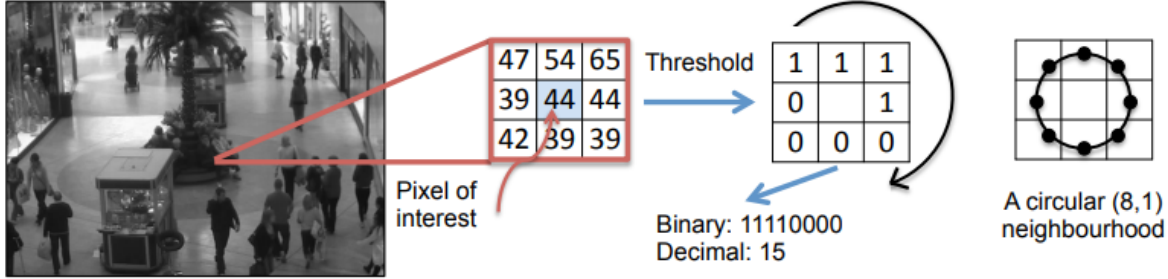 47 54 65
39 44 44
42 39 39
Pixel of
interest
Threshold
1 1 1
0 1
0 0 0
Binary: 11110000
Decimal: 15
A circular (8,1)
neighbourhood